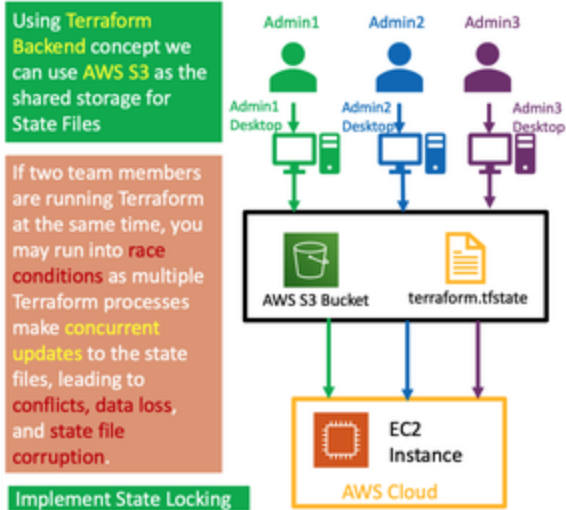 Using Terraform
Backend concept we
can use AWS S3 as the
shared storage for
State Files
If two team members
are running Terraform
at the same time, you
may run into race
conditions as multiple
Terraform processes
make concurrent
updates to the state
files, leading to
conflicts, data loss,
and state file
corruption.
Implement State Locking
Admin1
Admin2
Admin3
Admin1
Desktop
Admin2
Desktop
Admin3
Desktop
AWS S3 Bucket
terraform.tfstate
EC2
Instance
AWS Cloud